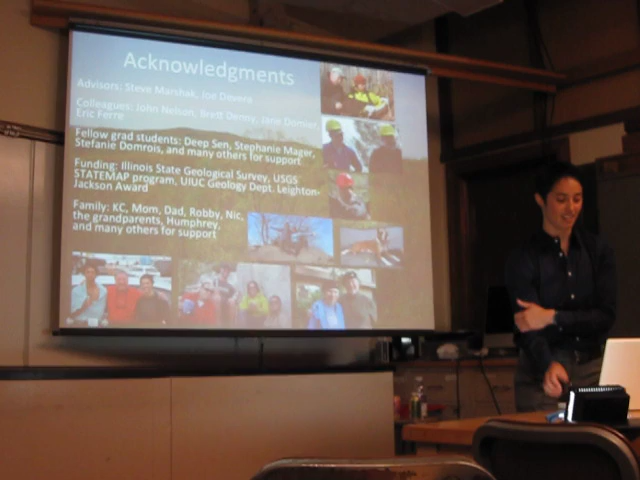 Acknowledgments
Advisors: Steve Marshak, Joe Devera
Colleagues: John Nelson, Brett Denny, Jane Domier,
Eric Ferre
Fellow grad students: Deep Sen, Stephanie Mager,
Stefanie Domrois, and many others for support
Funding: Illinois State Geological Survey, USGS
STATEMAP program, UIUC Geology Dept. Leighton-
Jackson Award
Family: KC, Mom, Dad, Robby, Nic,
the grandparents, Humphrey,
and many others for support